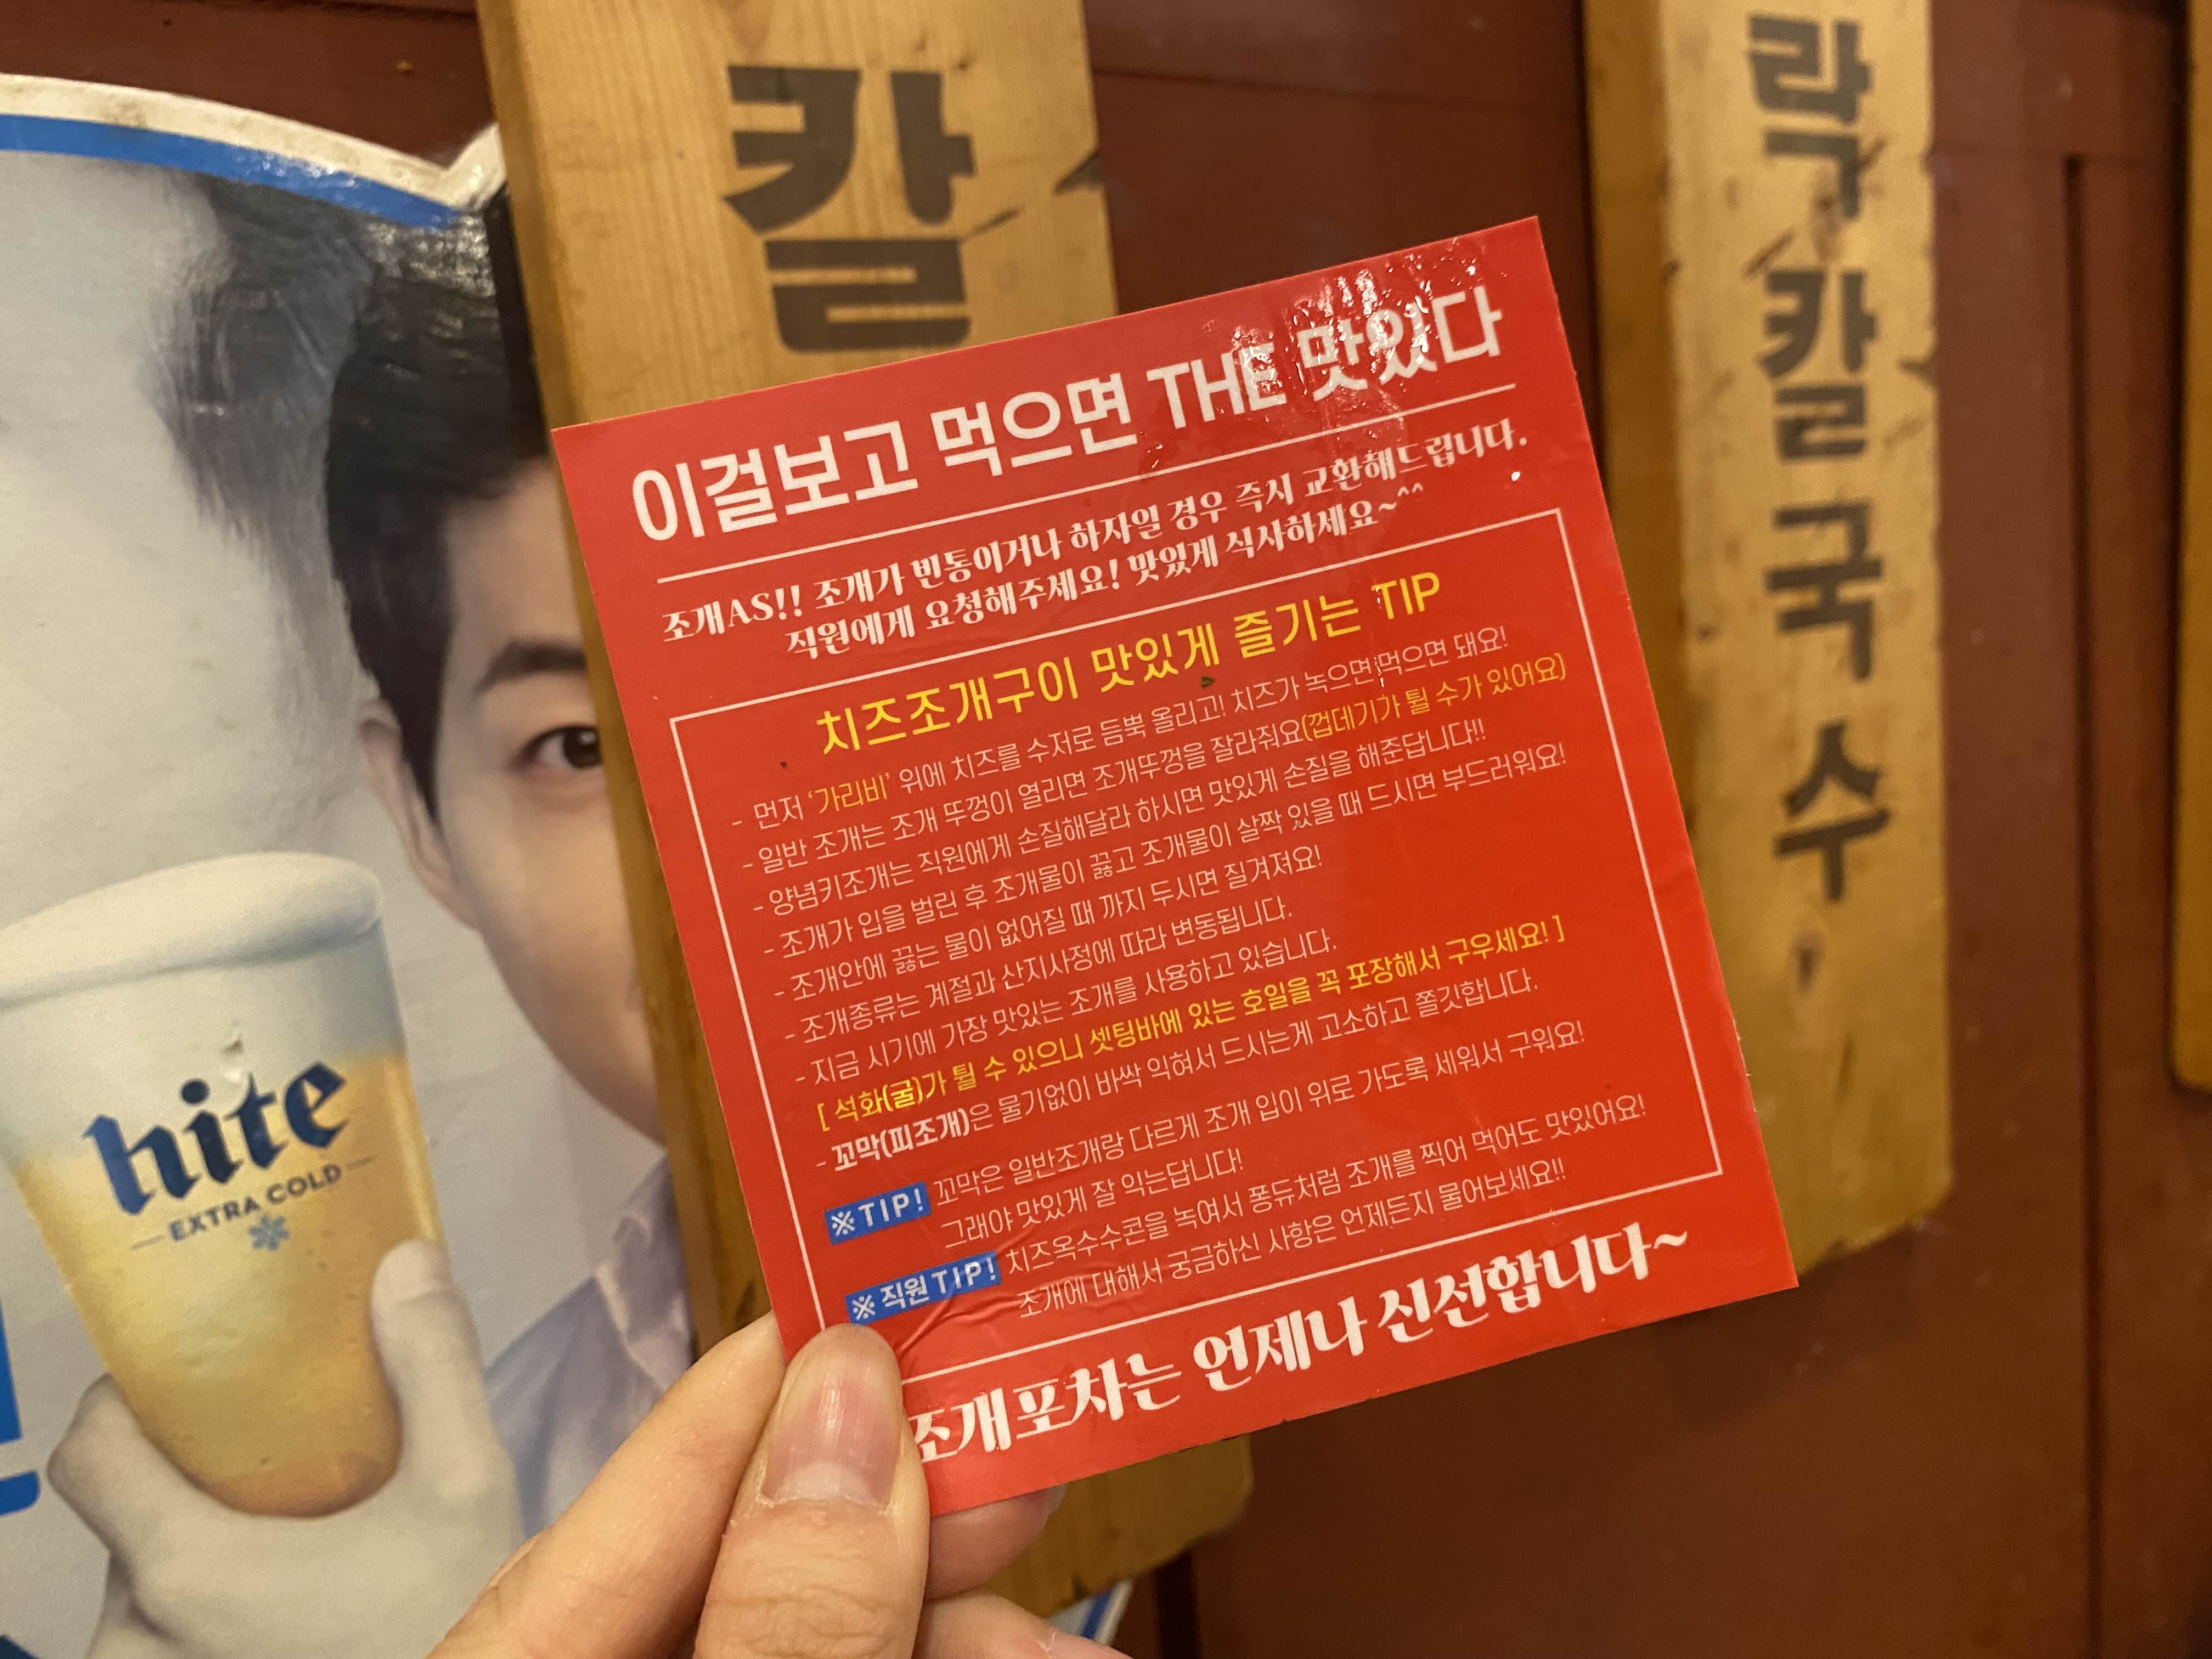 칼
락
칼
국
수
이걸보고 먹으면 THE 맛있다
조개AS!! 조개가 빈통이거나 하자일 경우 즉시 교환해드립니다.
직원에게 요청해주세요! 맛있게 식사하세요~^^
치즈조개구이 맛있게 즐기는 TIP
- 먼저 '가리비' 위에 치즈를 수저로 듬뿍 올리고! 치즈가 녹으면 먹으면 돼요!
- 일반 조개는 조개 뚜껑이 열리면 조개뚜껑을 잘라줘요(껍데기가 튈 수가 있어요)
- 양념키조개는 직원에게 손질해달라 하시면 맛있게 손질을 해준답니다!!
- 조개가 입을 벌린 후 조개물이 끓고 조개물이 살짝 있을 때 드시면 부드러워요!
- 조개안에 끓는 물이 없어질 때 까지 두시면 질겨져요!
- 조개종류는 계절과 산지사정에 따라 변동됩니다.
- 지금 시기에 가장 맛있는 조개를 사용하고 있습니다.
[ 석화(굴)가 튈 수 있으니 셋팅바에 있는 호일을 꼭 포장해서 구우세요! ]
- 꼬막(피조개)은 물기없이 바싹 익혀서 드시는게 고소하고 쫄깃합니다.
※TIP! 꼬막은 일반조개랑 다르게 조개 입이 위로 가도록 세워서 구워요!
그래야 맛있게 잘 익는답니다!
※직원TIP! 치즈옥수수콘을 녹여서 퐁듀처럼 조개를 찍어 먹어도 맛있어요!
조개에 대해서 궁금하신 사항은 언제든지 물어보세요!!
조개포차는 언제나 신선합니다~
hite
EXTRA COLD